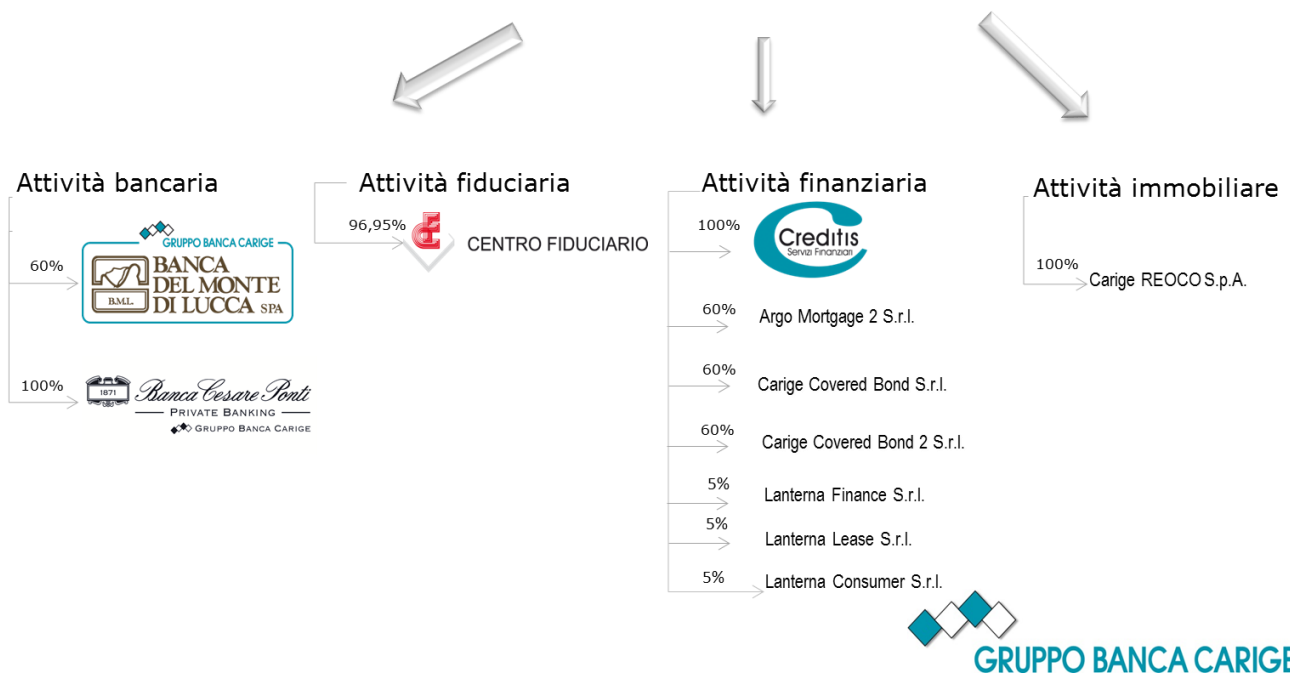 Attività bancaria
60%
GRUPPO BANCA CARIGE
BANCA
DEL MONTE
DI LUCCA SPA
B.M.L.
100%
1871
Banca Cesare Ponti
PRIVATE BANKING
GRUPPO BANCA CARIGE
Attività fiduciaria
96,95%
CENTRO FIDUCIARIO
Attività finanziaria
100%
Creditis
Servizi Finanziari
60%
Argo Mortgage 2 S.r.l.
60%
Carige Covered Bond S.r.l.
60%
Carige Covered Bond 2 S.r.l.
5%
Lanterna Finance S.r.l.
5%
Lanterna Lease S.r.l.
5%
Lanterna Consumer S.r.l.
Attività immobiliare
100%
Carige REOCO S.p.A.
GRUPPO BANCA CARIGE